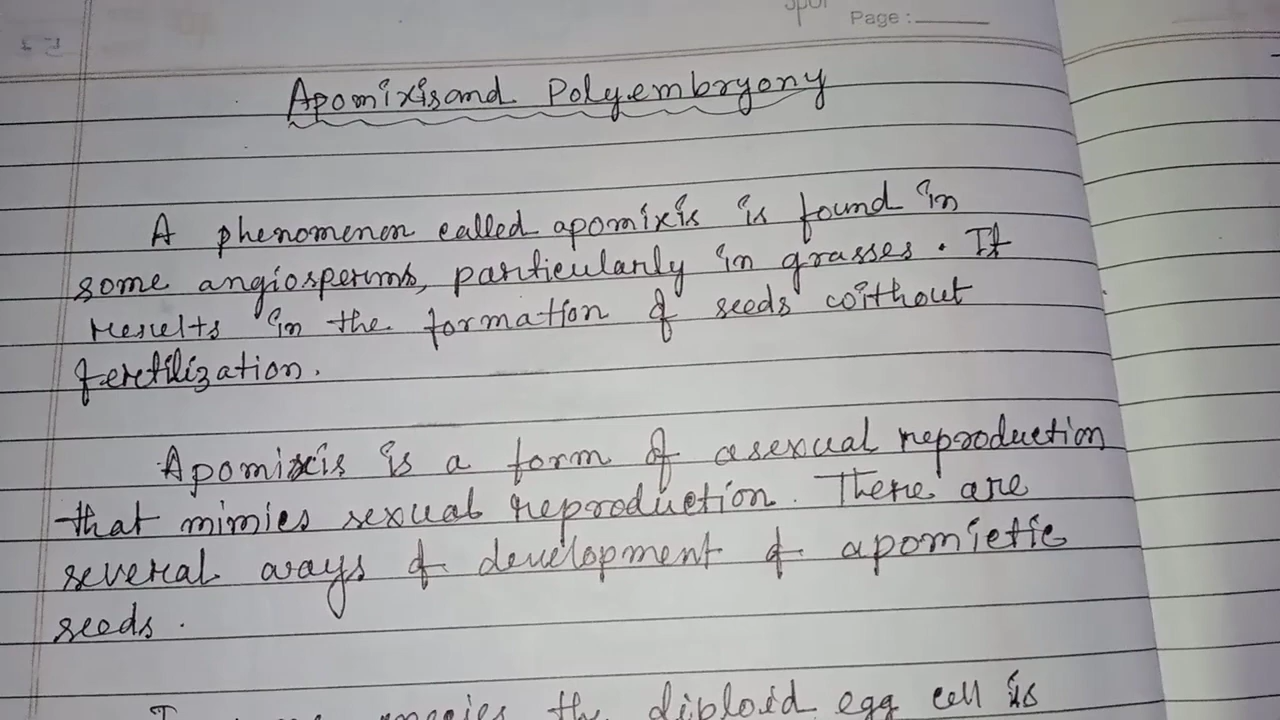 Page :
Apomixis and Polyembryony
A phenomenon called apomixis is found in
some angiosperms, particularly in grasses. It
results in the formation of seeds without
fertilization.
Apomixis is a form of asexual reproduction
that mimics sexual reproduction. There are
several ways of development of apomictic
seeds.
the diploid egg cell is